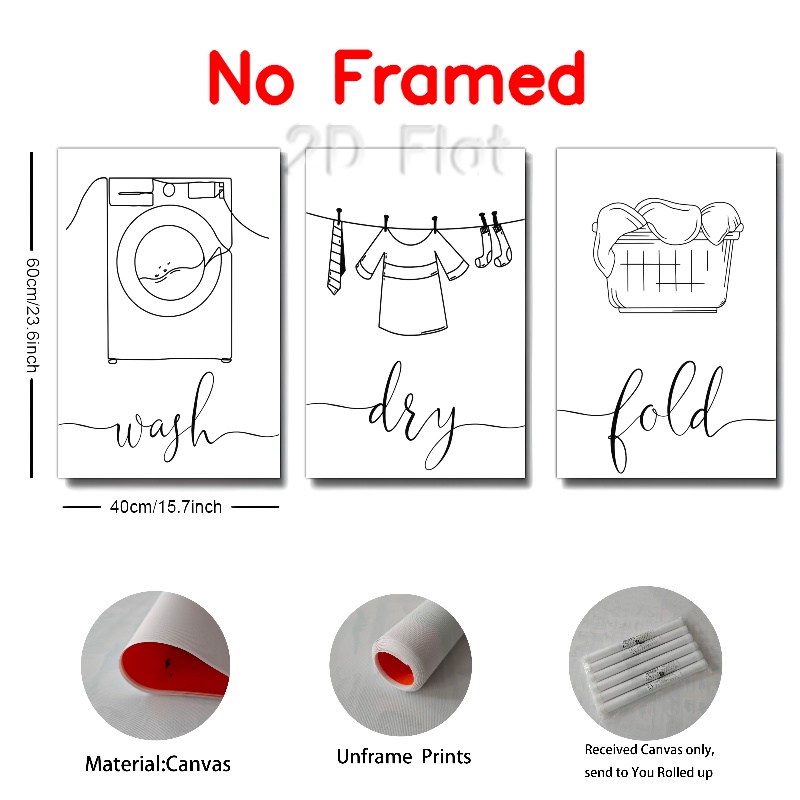 No Framed
2D Flat
60cm/23.6inch
wash
dry
fold
40cm/15.7inch
Material:Canvas
Unframe Prints
Received Canvas only,
send to You Rolled up